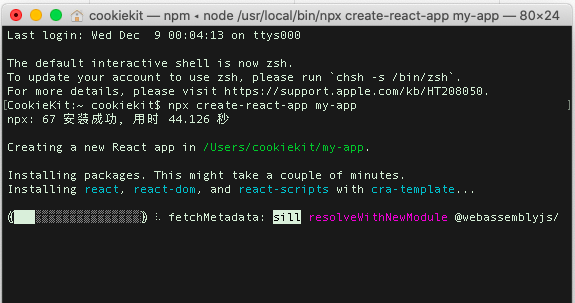 cookiekit — npm ◂ node /usr/local/bin/npx create-react-app my-app — 80×24
Last login: Wed Dec  9 00:04:13 on ttys000
The default interactive shell is now zsh.
To update your account to use zsh, please run `chsh -s /bin/zsh`.
For more details, please visit https://support.apple.com/kb/HT208050.
[CookieKit:~ cookiekit$ npx create-react-app my-app ]
npx: 67 安装成功, 用时 44.126 秒
Creating a new React app in /Users/cookiekit/my-app.
Installing packages. This might take a couple of minutes.
Installing react, react-dom, and react-scripts with cra-template...
fetchMetadata: sill resolveWithNewModule @webassemblyjs/